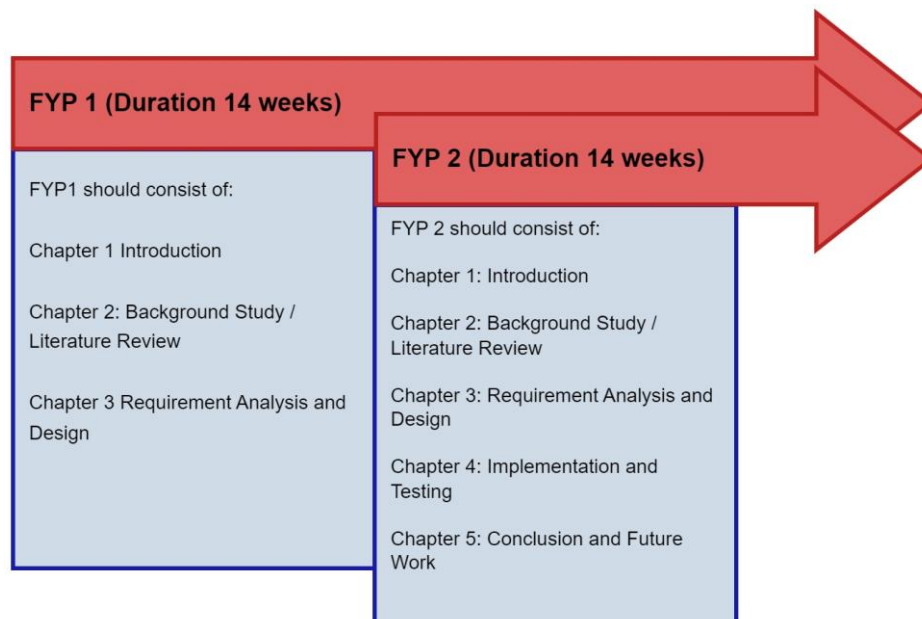 FYP 1 (Duration 14 weeks)
FYP1 should consist of:
Chapter 1 Introduction
Chapter 2: Background Study /
Literature Review
Chapter 3 Requirement Analysis and
Design
FYP 2 (Duration 14 weeks)
FYP 2 should consist of:
Chapter 1: Introduction
Chapter 2: Background Study /
Literature Review
Chapter 3: Requirement Analysis and
Design
Chapter 4: Implementation and
Testing
Chapter 5: Conclusion and Future
Work